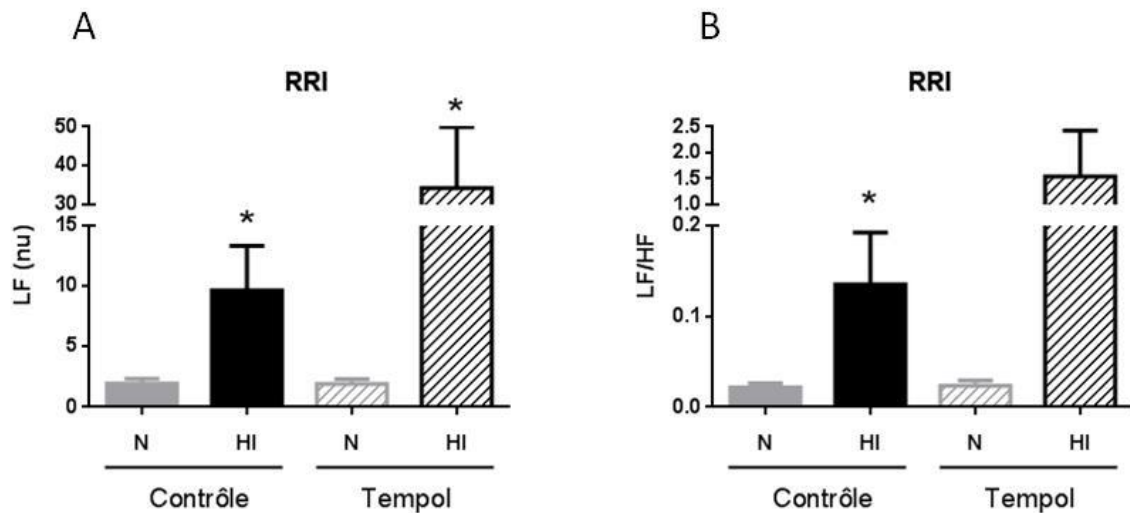 A
RRI
LF (nu)
50
40
30
15
10
5
0
*
*
N
HI
N
HI
Contrôle
Tempol
B
RRI
LF/HF
2.5
2.0
1.5
1.0
0.2
0.1
0.0
*
N
HI
N
HI
Contrôle
Tempol